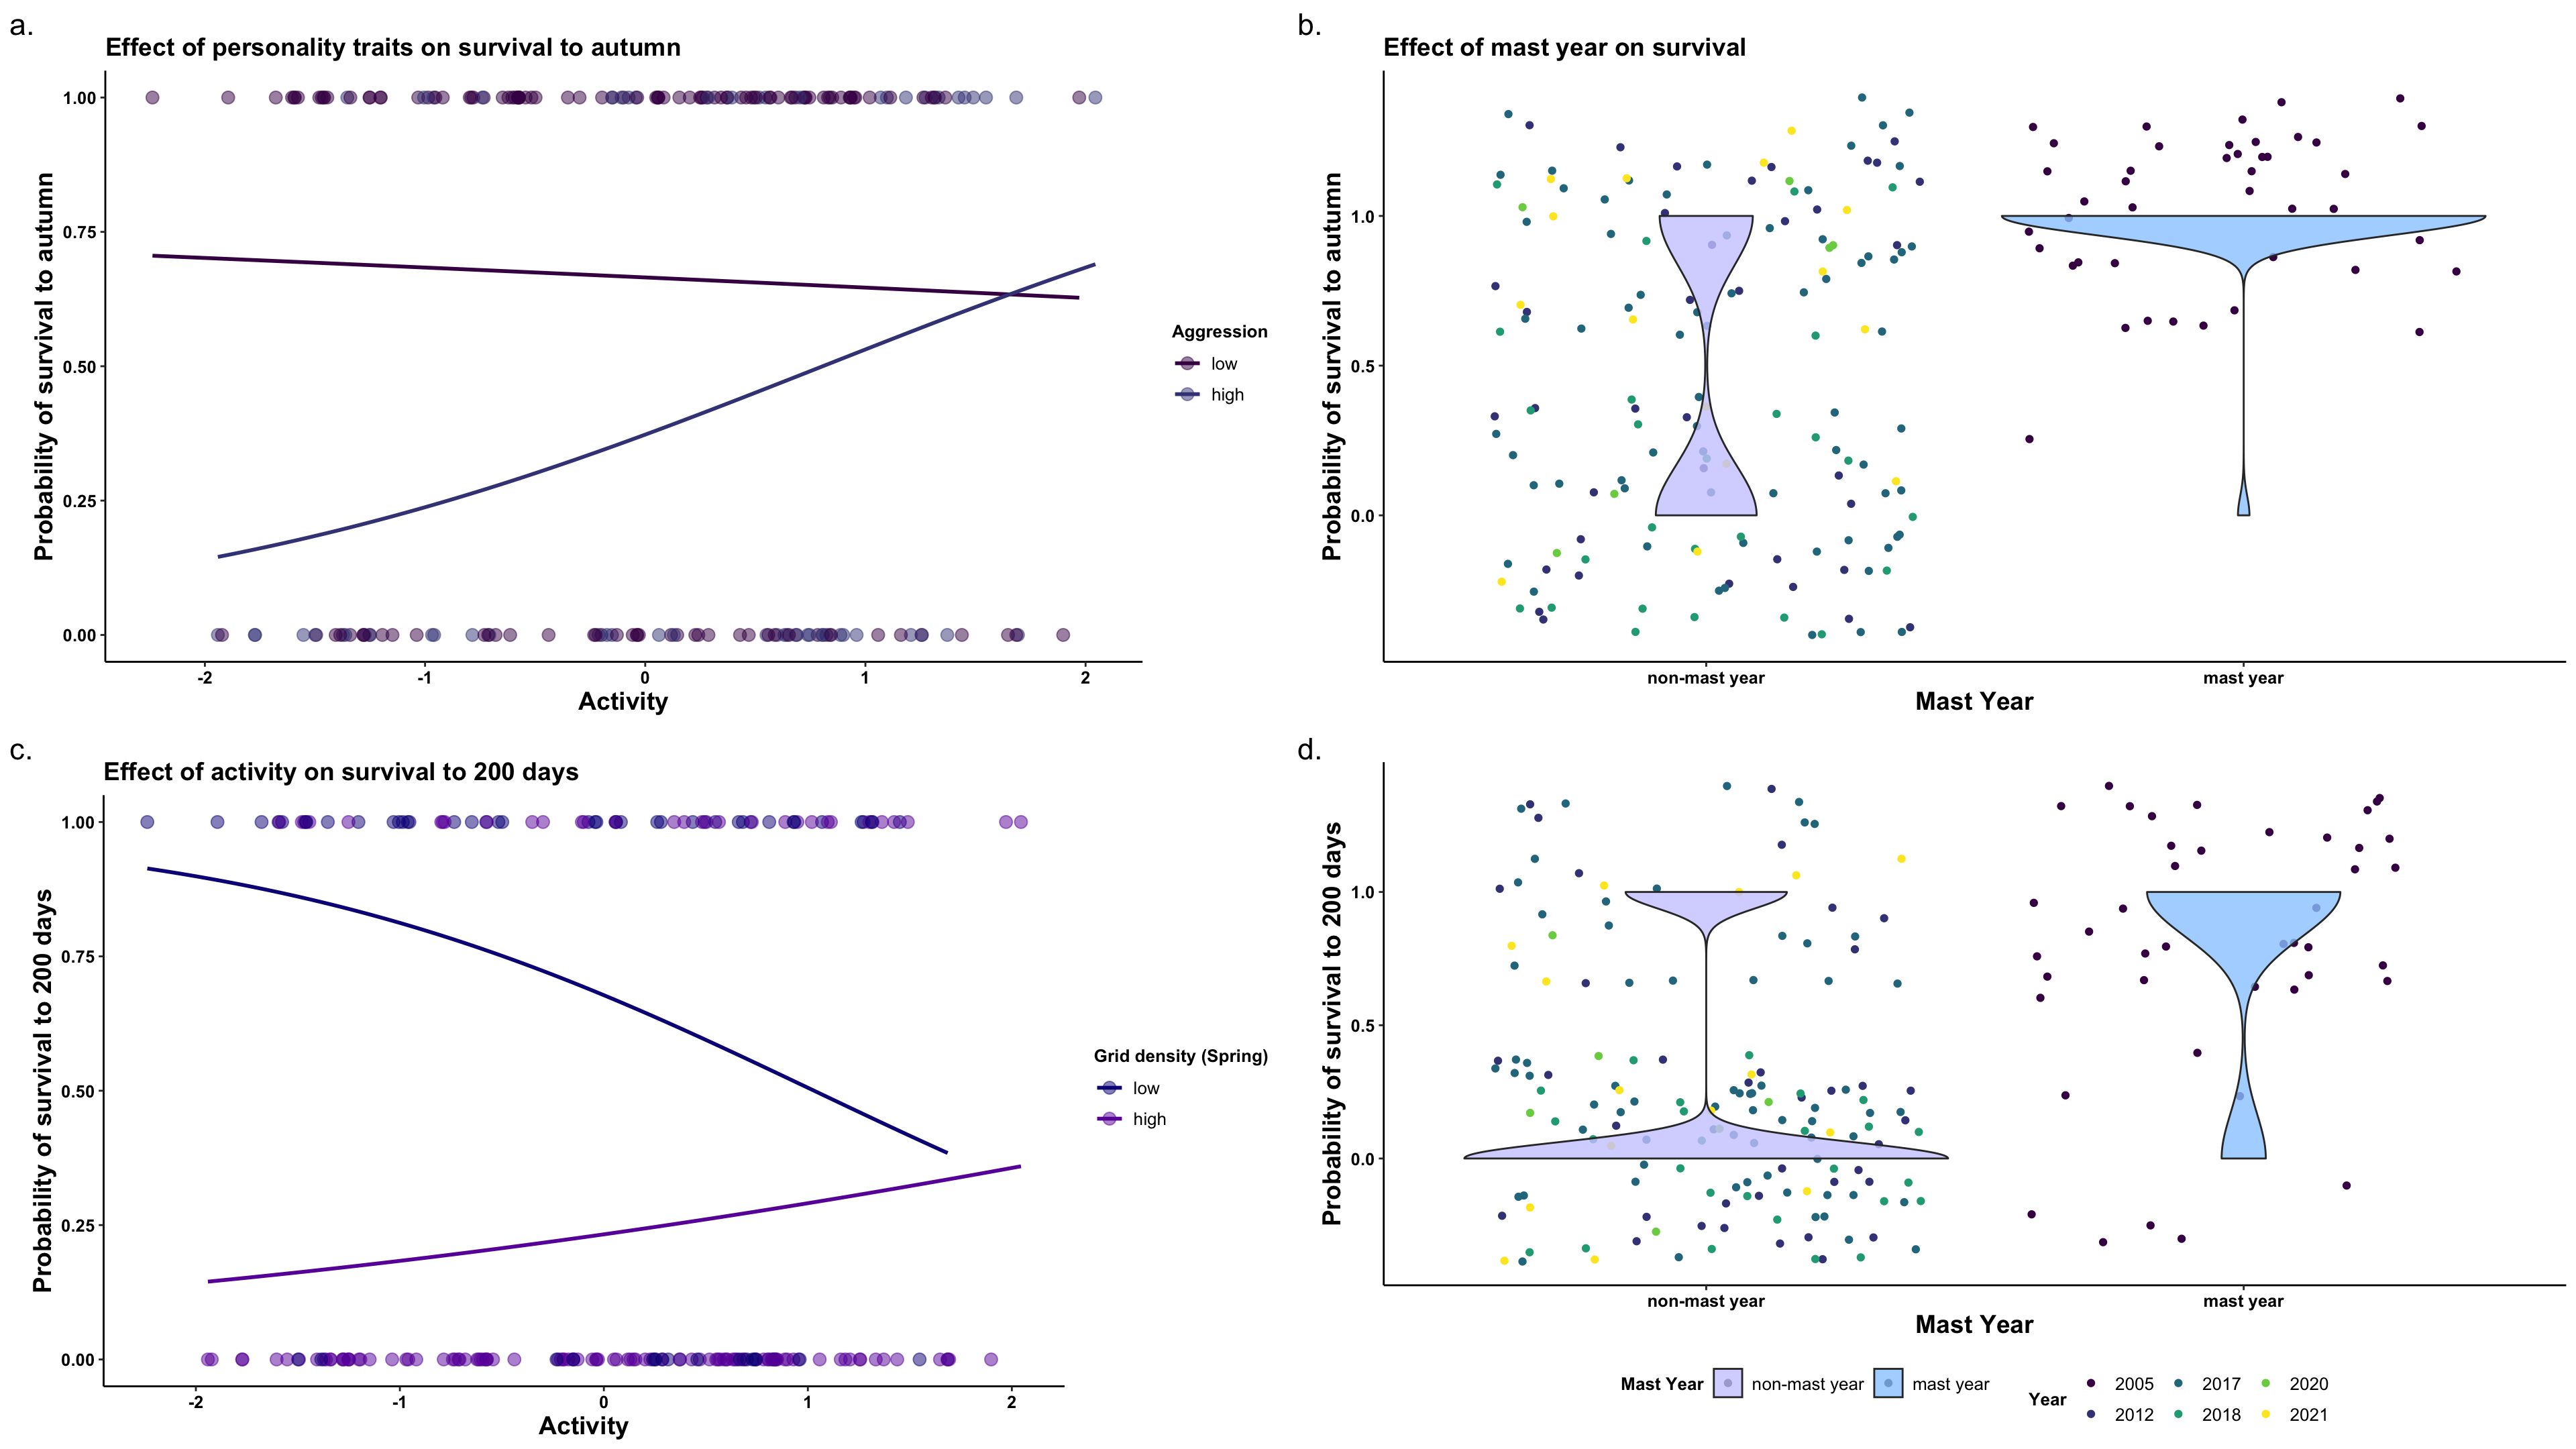 a.
Effect of personality traits on survival to autumn
Probability of survival to autumn
1.00
0.75
0.50
0.25
0.00
-2
-1
0
1
2
Activity
Aggression
low
high
b.
Effect of mast year on survival
Probability of survival to autumn
1.0
0.5
0.0
non-mast year
mast year
Mast Year
c.
Effect of activity on survival to 200 days
Probability of survival to 200 days
1.00
0.75
0.50
0.25
0.00
-2
-1
0
1
2
Activity
Grid density (Spring)
low
high
d.
Probability of survival to 200 days
1.0
0.5
0.0
non-mast year
mast year
Mast Year
Mast Year
non-mast year
mast year
Year
2005
2012
2017
2018
2020
2021